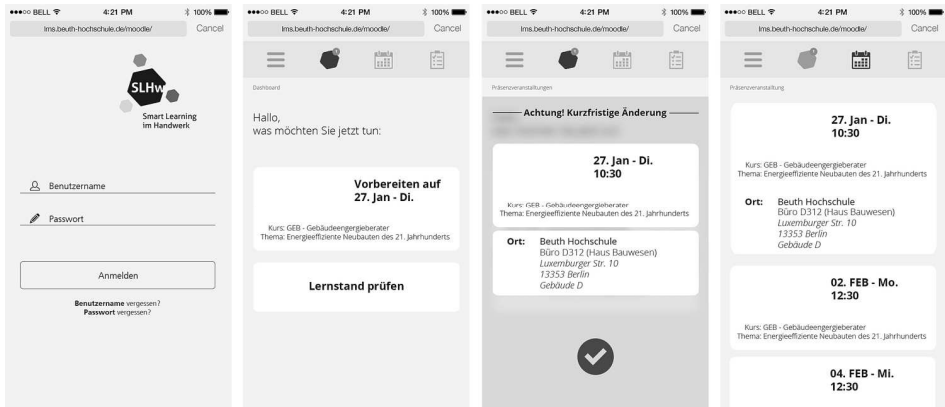 BELL 4:21 PM 100%
lms.beuth-hochschule.de/moodle/ Cancel
SLHw
Smart Learning
im Handwerk
Benutzername
Passwort
Anmelden
Benutzername vergessen?
Passwort vergessen?
BELL 4:21 PM 100%
lms.beuth-hochschule.de/moodle/ Cancel
Dashboard
Hallo,
was möchten Sie jetzt tun:
Vorbereiten auf
27. Jan - Di.
Kurs: GEB - Gebäudeengergieberater
Thema: Energieeffiziente Neubauten des 21. Jahrhunderts
Lernstand prüfen
BELL 4:21 PM 100%
lms.beuth-hochschule.de/moodle/ Cancel
Präsenzveranstaltungen
Achtung! Kurzfristige Änderung
27. Jan - Di.
10:30
Kurs: GEB - Gebäudeengergieberater
Thema: Energieeffiziente Neubauten des 21. Jahrhunderts
Ort: Beuth Hochschule
Büro D312 (Haus Bauwesen)
Luxemburger Str. 10
13353 Berlin
Gebäude D
BELL 4:21 PM 100%
lms.beuth-hochschule.de/moodle/ Cancel
Präsenzveranstaltung
27. Jan - Di.
10:30
Kurs: GEB - Gebäudeengergieberater
Thema: Energieeffiziente Neubauten des 21. Jahrhunderts
Ort: Beuth Hochschule
Büro D312 (Haus Bauwesen)
Luxemburger Str. 10
13353 Berlin
Gebäude D
02. FEB - Mo.
12:30
Kurs: GEB - Gebäudeengergieberater
Thema: Energieeffiziente Neubauten des 21. Jahrhunderts
04. FEB - Mi.
12:30